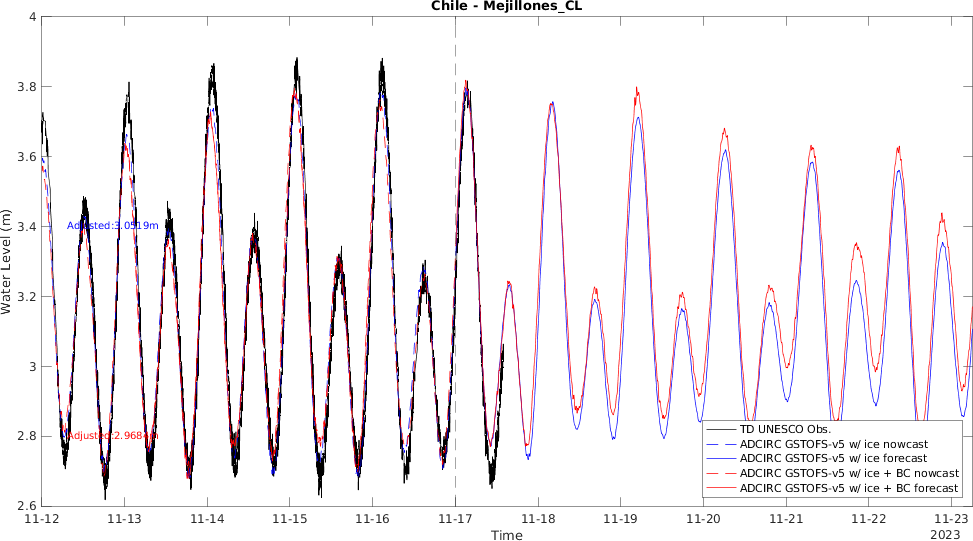 Chile - Mejillones_CL
Water Level (m)
4
3.8
3.6
3.4
3.2
3
2.8
2.6
Adjusted:3.0519m
Adjusted:2.9684m
TD UNESCO Obs.
ADCIRC GSTOFS-v5 w/ ice nowcast
ADCIRC GSTOFS-v5 w/ ice forecast
ADCIRC GSTOFS-v5 w/ ice + BC nowcast
ADCIRC GSTOFS-v5 w/ ice + BC forecast
11-12 11-13 11-14 11-15 11-16 11-17 11-18 11-19 11-20 11-21 11-22 11-23
2023
Time